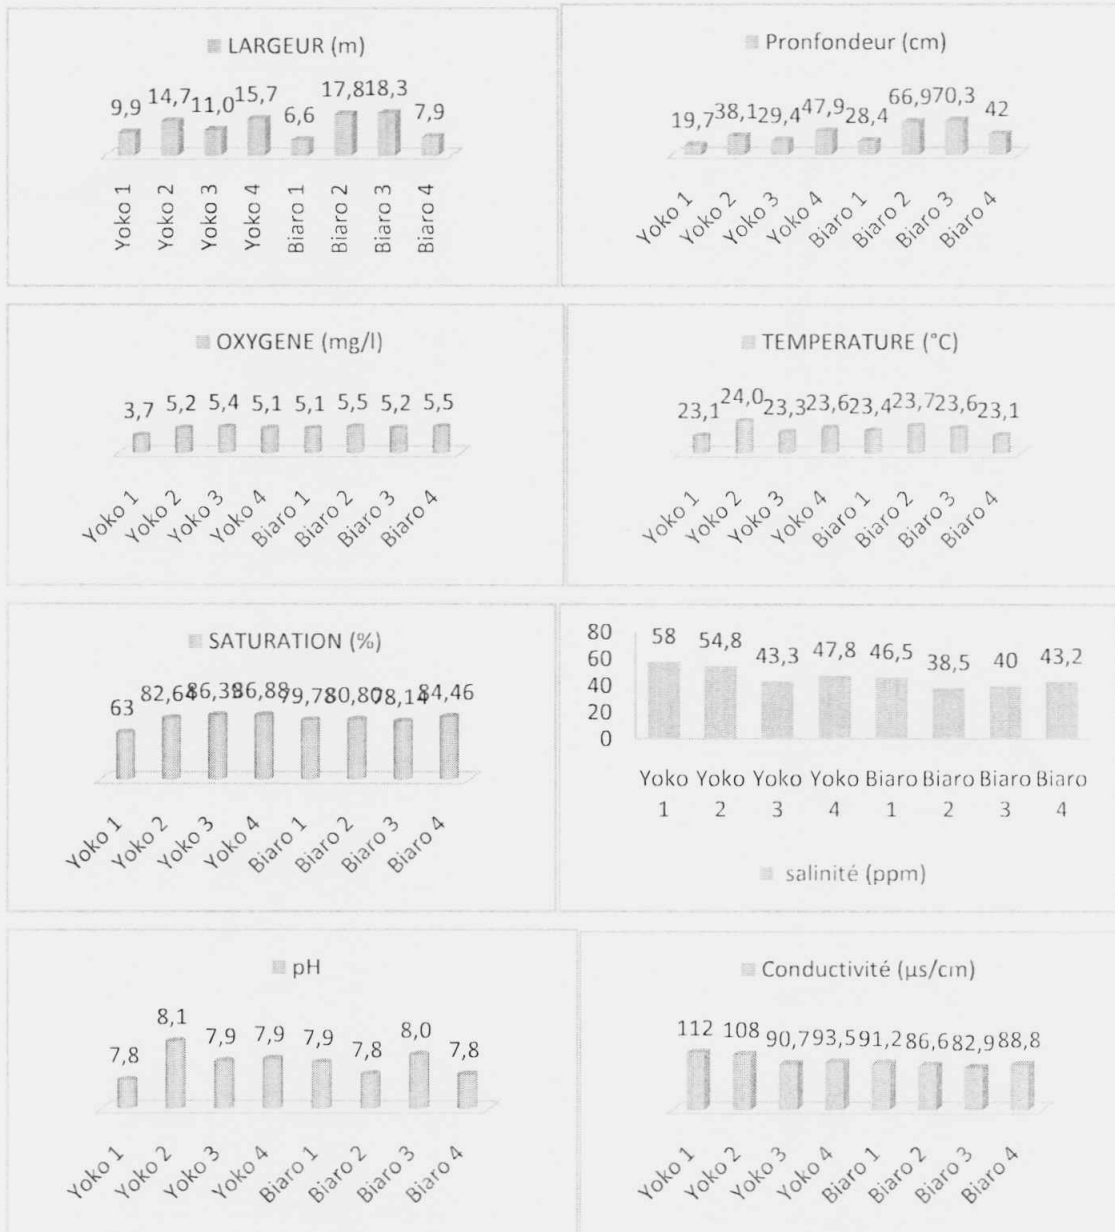 LARGEUR (m)
9,9 14,7 11,0 15,7 6,6 17,8 18,3 7,9
Yoko 1 Yoko 2 Yoko 3 Yoko 4 Biaro 1 Biaro 2 Biaro 3 Biaro 4
Pronfondeur (cm)
19,7 38,1 29,4 47,9 28,4 66,9 70,3 42
Yoko 1 Yoko 2 Yoko 3 Yoko 4 Biaro 1 Biaro 2 Biaro 3 Biaro 4
OXYGENE (mg/l)
3,7 5,2 5,4 5,1 5,1 5,5 5,2 5,5
Yoko 1 Yoko 2 Yoko 3 Yoko 4 Biaro 1 Biaro 2 Biaro 3 Biaro 4
TEMPERATURE (°C)
23,1 24,0 23,3 23,6 23,4 23,7 23,6 23,1
Yoko 1 Yoko 2 Yoko 3 Yoko 4 Biaro 1 Biaro 2 Biaro 3 Biaro 4
SATURATION (%)
63 82,64 86,88 79,78 80,80 78,14 84,46
Yoko 1 Yoko 2 Yoko 3 Yoko 4 Biaro 1 Biaro 2 Biaro 3 Biaro 4
80
60
40
20
0
58 54,8 43,3 47,8 46,5 38,5 40 43,2
Yoko Yoko Yoko Yoko Biaro Biaro Biaro Biaro
1 2 3 4 1 2 3 4
salinité (ppm)
pH
7,8 8,1 7,9 7,9 7,9 7,8 8,0 7,8
Yoko 1 Yoko 2 Yoko 3 Yoko 4 Biaro 1 Biaro 2 Biaro 3 Biaro 4
Conductivité (µs/cm)
112 108 90,7 93,5 91,2 86,6 82,9 88,8
Yoko 1 Yoko 2 Yoko 3 Yoko 4 Biaro 1 Biaro 2 Biaro 3 Biaro 4